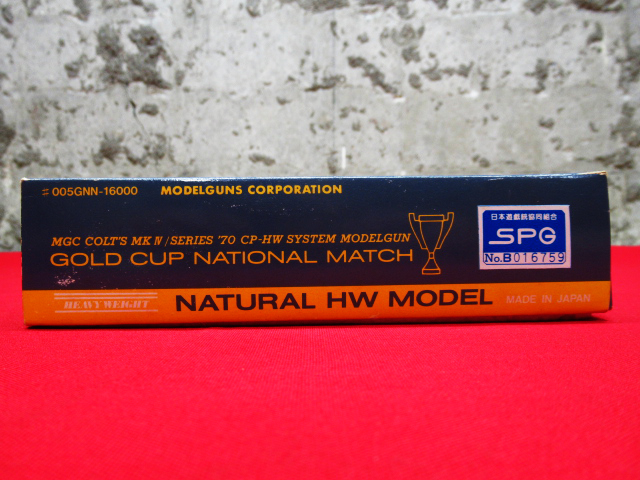 005GNN-16000 MODELGUNS CORPORATION
MGC COLT'S MK IV/SERIES '70 CP-HW SYSTEM MODELGUN
GOLD CUP NATIONAL MATCH
日本遊戯銃協同組合
SPG
No.B016759
HEAVY WEIGHT NATURAL HW MODEL MADE IN JAPAN